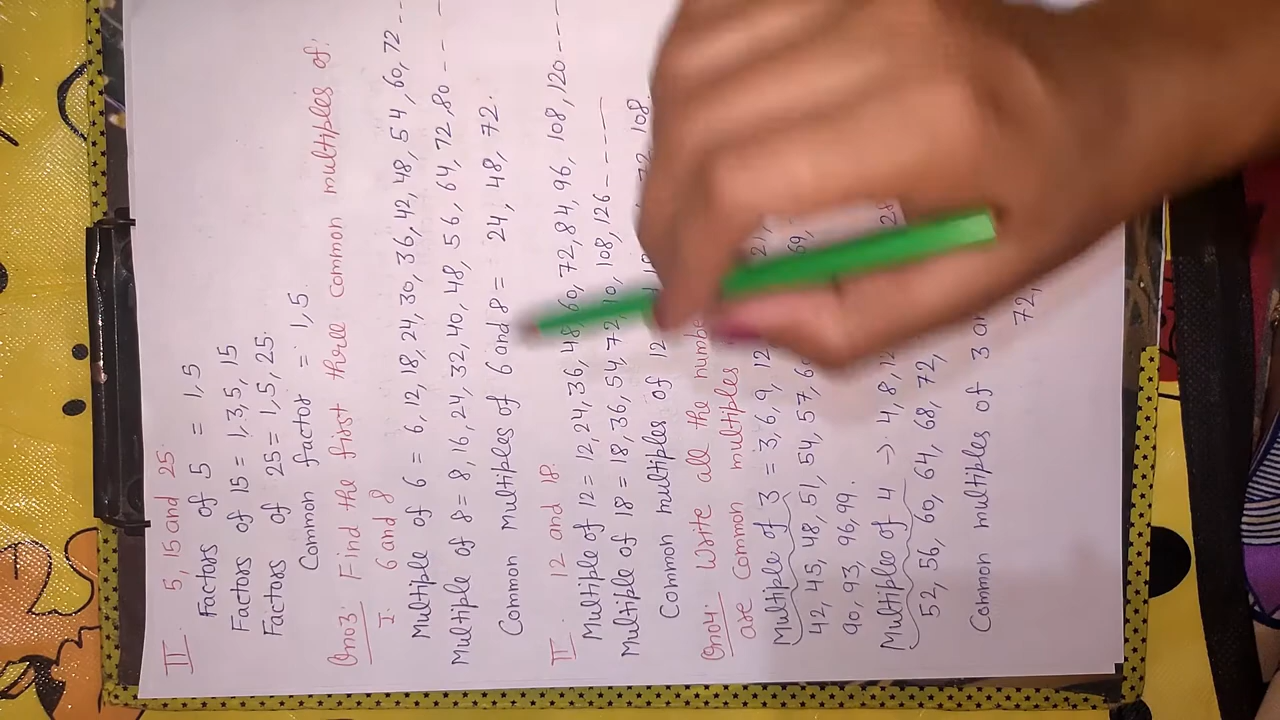 II 5, 15 and 25
Factors of 5 = 1, 5
Factors of 15 = 1, 3, 5, 15
Factors of 25 = 1, 5, 25.
Common factor = 1, 5.
Qno3' Find the first three common multiples of:
I. 6 and 8
Multiple of 6 = 6, 12, 18, 24, 30, 36, 42, 48, 54, 60, 72 --
Multiple of 8 = 8, 16, 24, 32, 40, 48, 56, 64, 72, 80 - - -
Common multiples of 6 and 8 = 24, 48, 72.
II. 12 and 18.
Multiple of 12 = 12, 24, 36, 48, 60, 72, 84, 96, 108, 120 ---
Multiple of 18 = 18, 36, 54, 72, 108, 126 - - - -
Common multiples of 12 72, 108.
Qno4' Write all the
are common multiples
Multiple of 3 = 3, 6, 9, 12 21,
42, 45, 48, 51, 54, 57, 69,
90, 93, 96, 99.
Multiples of 4 → 4, 8, 12 28
52, 56, 60, 64, 68, 72,
Common multiples of 3
72,